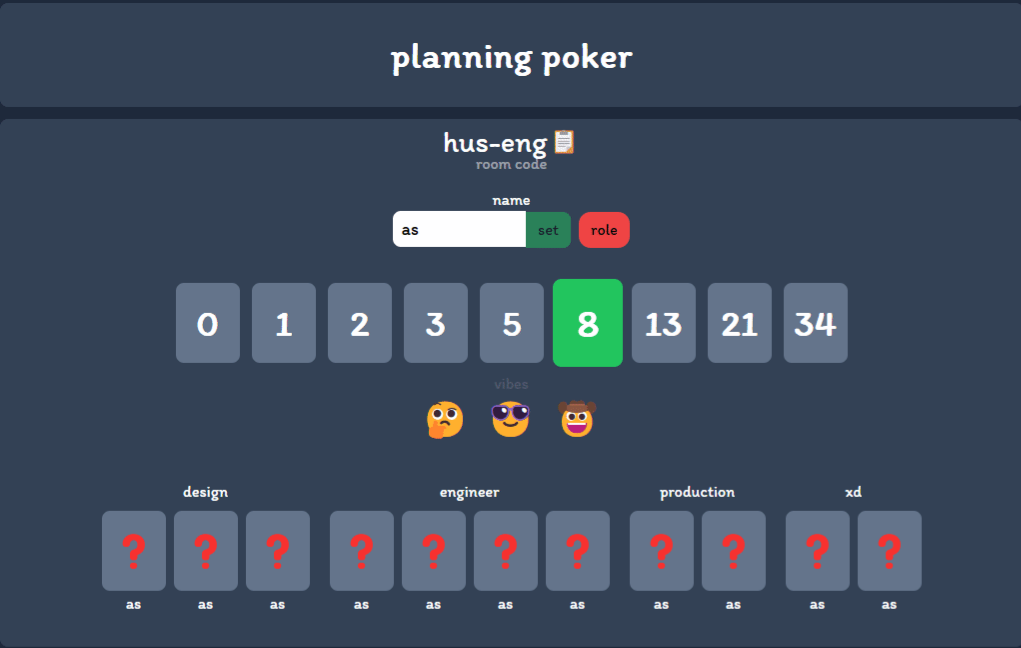 planning poker
hus-eng
room code
name
as set role
0 1 2 3 5 8 13 21 34
vibes
design engineer production xd
? ? ? ? ? ? ? ? ? ? ?
as as as as as as as as as as as